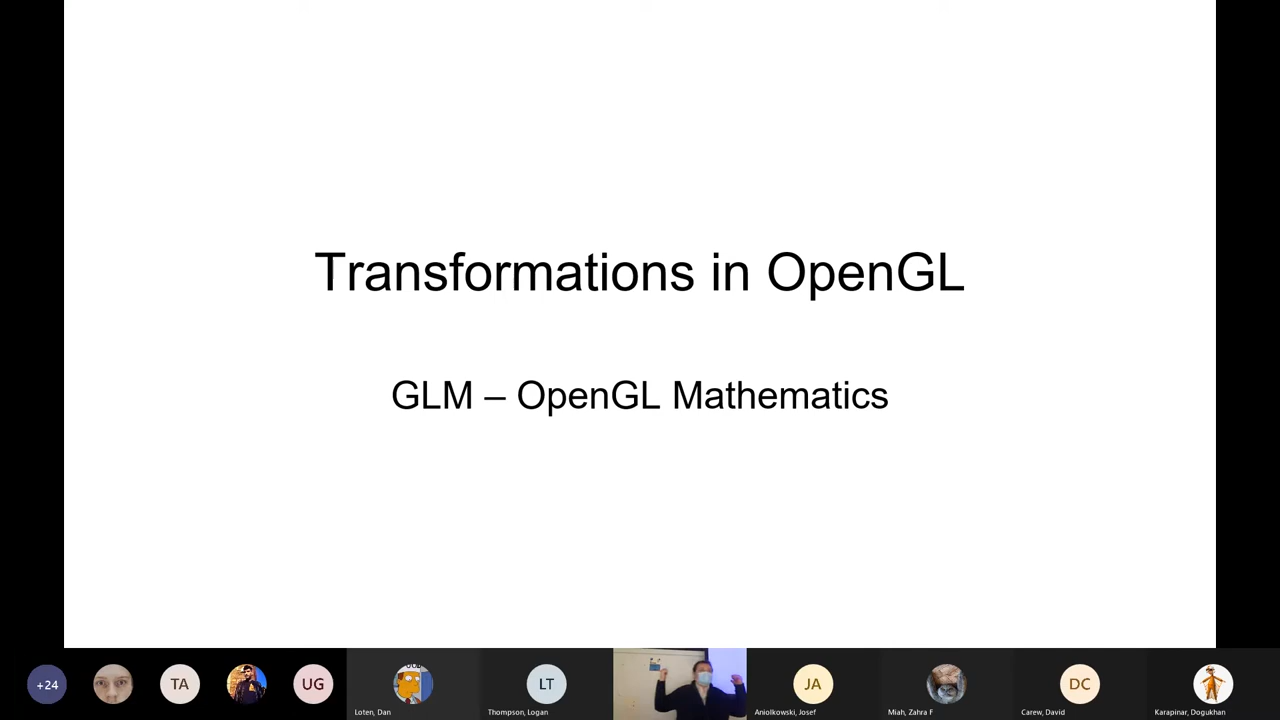 Transformations in OpenGL
GLM – OpenGL Mathematics
+24
TA
UG
Loten, Dan
LT
Thompson, Logan
JA
Aniolkowski, Josef
Miah, Zahra F
DC
Carew, David
Karapinar, Dogukhan